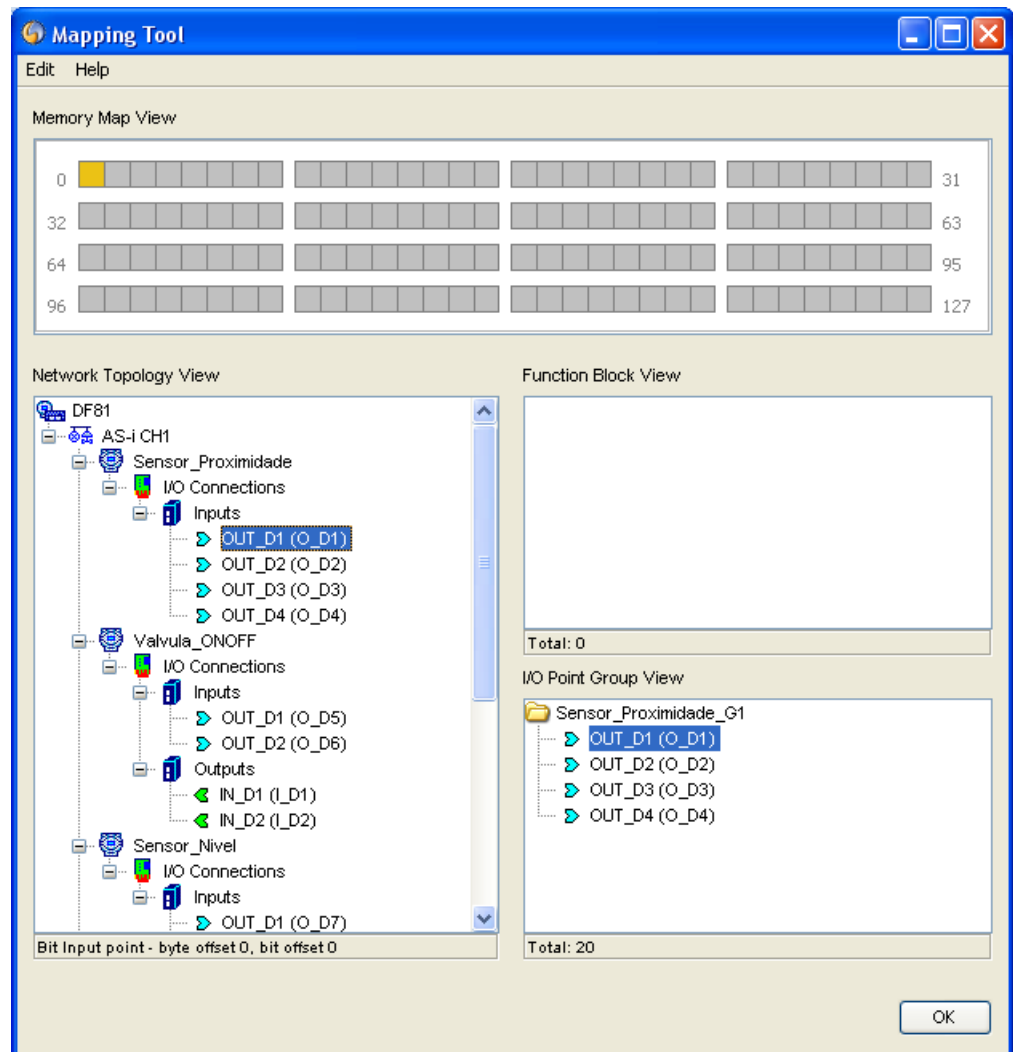 Mapping Tool
Edit Help
Memory Map View
0 31
32 63
64 95
96 127
Network Topology View
DF81
AS-i CH1
Sensor_Proximidade
I/O Connections
Inputs
OUT_D1 (O_D1)
OUT_D2 (O_D2)
OUT_D3 (O_D3)
OUT_D4 (O_D4)
Valvula_ONOFF
I/O Connections
Inputs
OUT_D1 (O_D5)
OUT_D2 (O_D6)
Outputs
IN_D1 (I_D1)
IN_D2 (I_D2)
Sensor_Nivel
I/O Connections
Inputs
OUT_D1 (O_D7)
Bit Input point - byte offset 0, bit offset 0
Function Block View
Total: 0
I/O Point Group View
Sensor_Proximidade_G1
OUT_D1 (O_D1)
OUT_D2 (O_D2)
OUT_D3 (O_D3)
OUT_D4 (O_D4)
Total: 20
OK